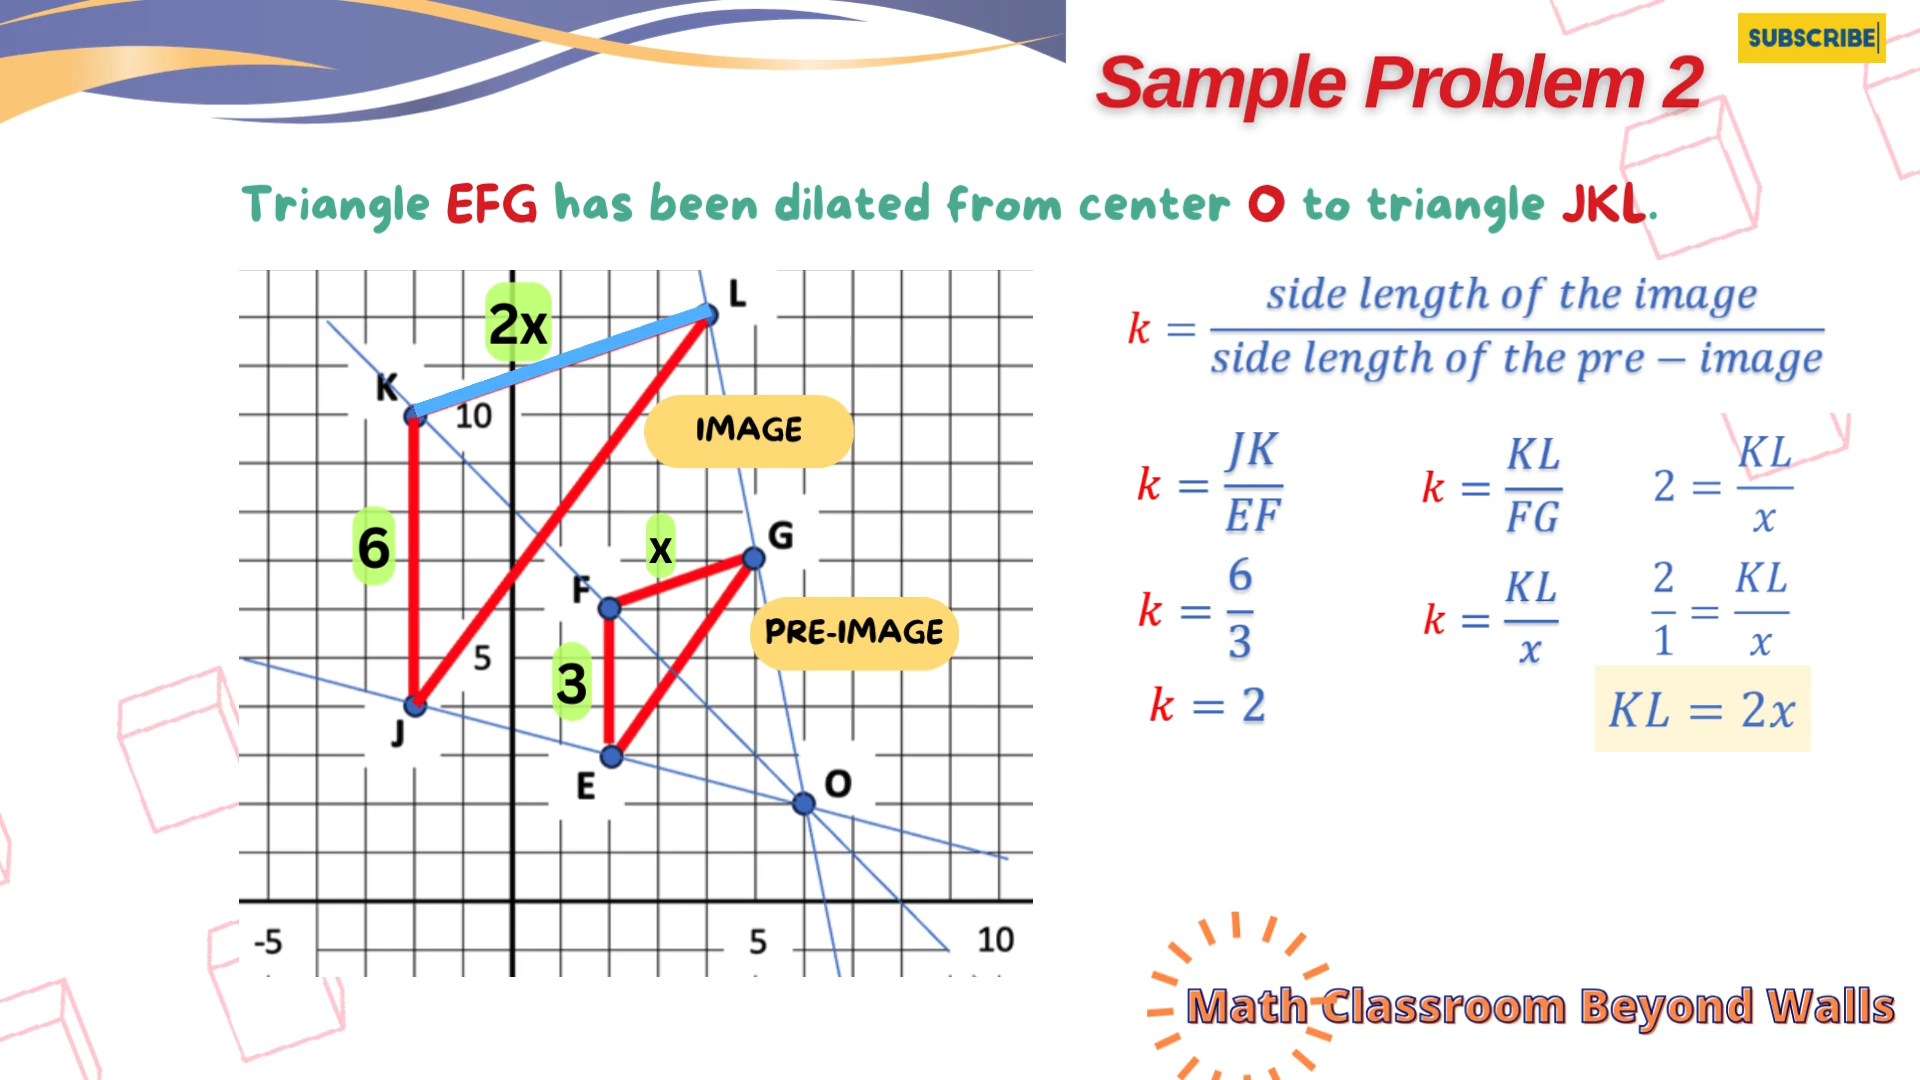 SUBSCRIBE
Sample Problem 2
Triangle EFG has been dilated from center O to triangle JKL.
L
2x
K
10
IMAGE
6
x
G
F
PRE-IMAGE
5
3
J
E
O
-5
5
10
k = side length of the image / side length of the pre − image
k = JK / EF
k = 6 / 3
k = 2
k = KL / FG
k = KL / x
2 = KL / x
2 / 1 = KL / x
KL = 2x
Math Classroom Beyond Walls